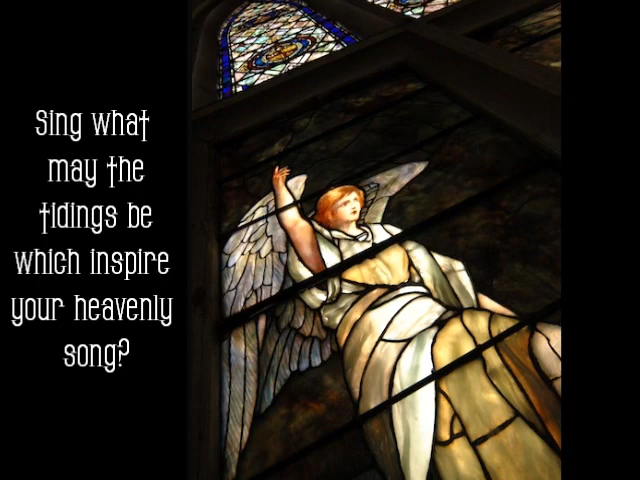 Sing what
may the
tidings be
which inspire
your heavenly
song?